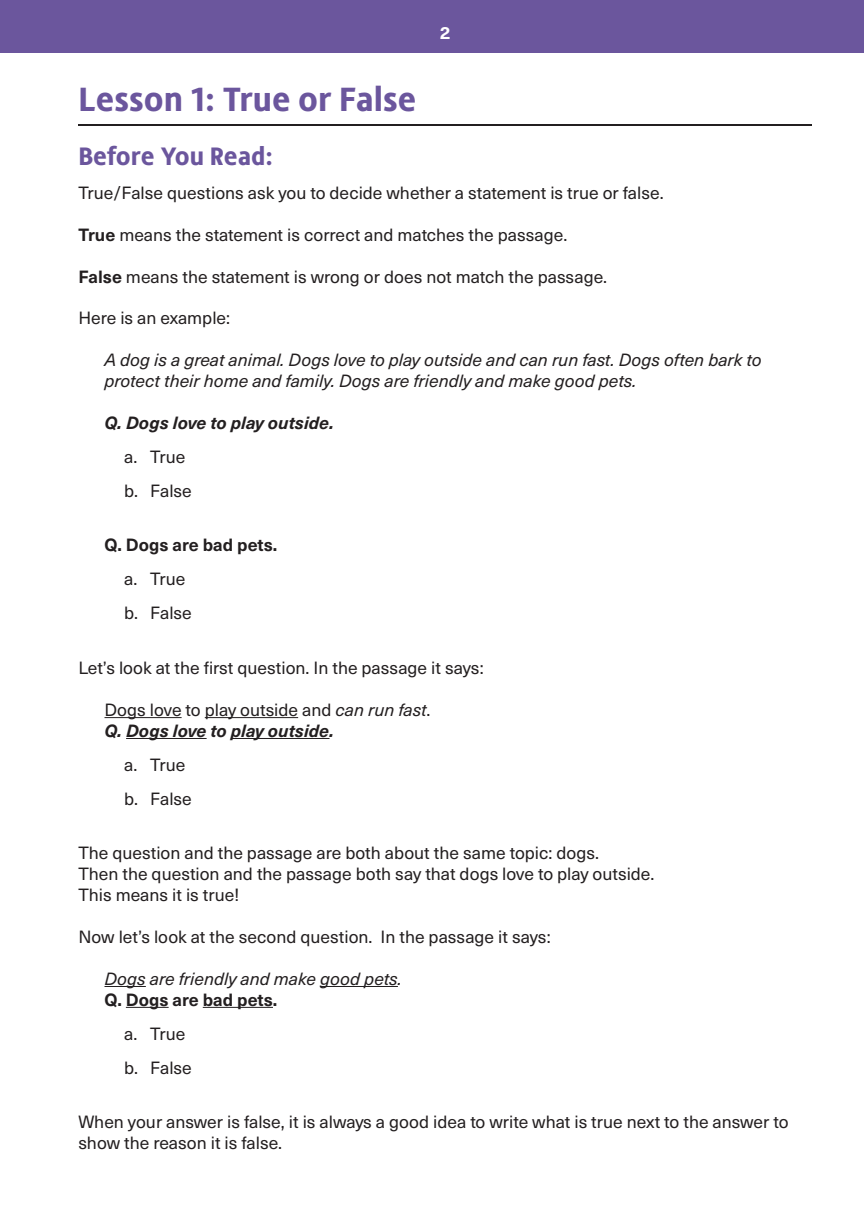 2
Lesson 1: True or False
Before You Read:
True/False questions ask you to decide whether a statement is true or false.
True means the statement is correct and matches the passage.
False means the statement is wrong or does not match the passage.
Here is an example:
A dog is a great animal. Dogs love to play outside and can run fast. Dogs often bark to
protect their home and family. Dogs are friendly and make good pets.
Q. Dogs love to play outside.
a. True
b. False
Q. Dogs are bad pets.
a. True
b. False
Let's look at the first question. In the passage it says:
Dogs love to play outside and can run fast.
Q. Dogs love to play outside.
a. True
b. False
The question and the passage are both about the same topic: dogs.
Then the question and the passage both say that dogs love to play outside.
This means it is true!
Now let's look at the second question.  In the passage it says:
Dogs are friendly and make good pets.
Q. Dogs are bad pets.
a. True
b. False
When your answer is false, it is always a good idea to write what is true next to the answer to
show the reason it is false.